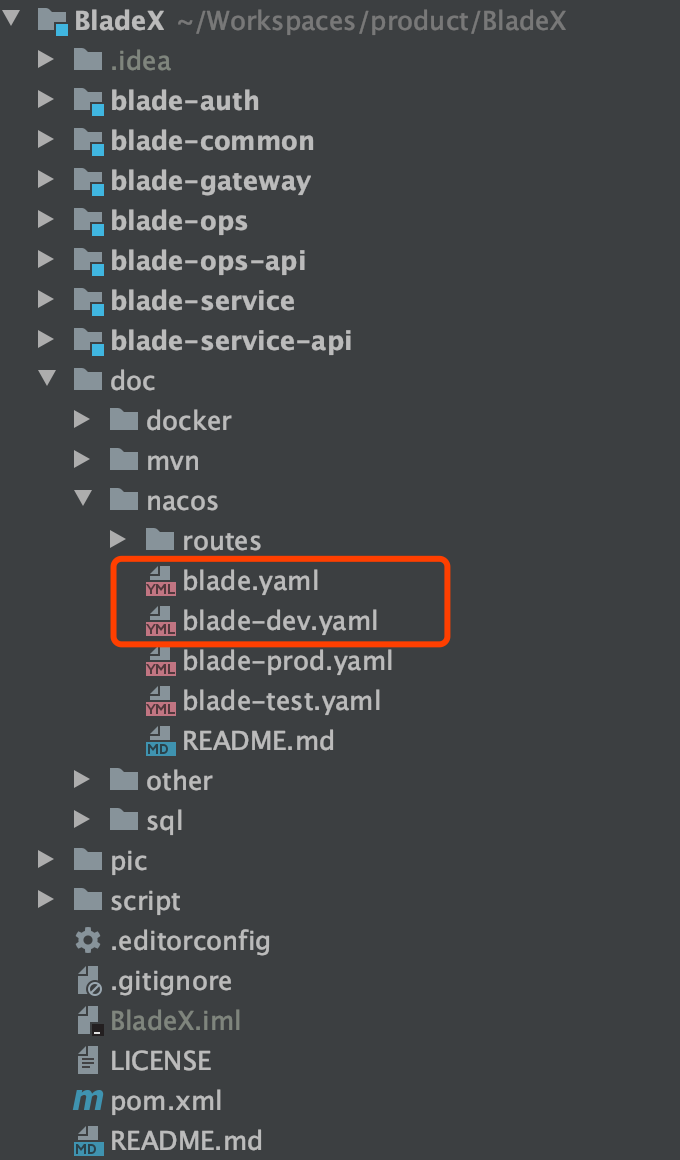 BladeX ~/Workspaces/product/BladeX
.idea
blade-auth
blade-common
blade-gateway
blade-ops
blade-ops-api
blade-service
blade-service-api
doc
docker
mvn
nacos
routes
YML blade.yaml
YML blade-dev.yaml
YML blade-prod.yaml
YML blade-test.yaml
MD README.md
other
sql
pic
script
.editorconfig
.gitignore
BladeX.iml
LICENSE
m pom.xml
MD README.md